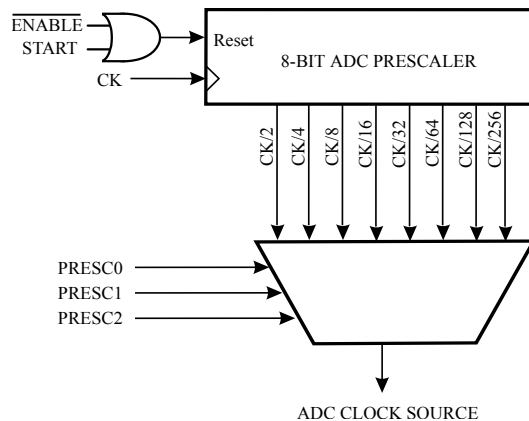 ENABLE
START
CK
Reset
8-BIT ADC PRESCALER
CK/2
CK/4
CK/8
CK/16
CK/32
CK/64
CK/128
CK/256
PRESC0
PRESC1
PRESC2
ADC CLOCK SOURCE